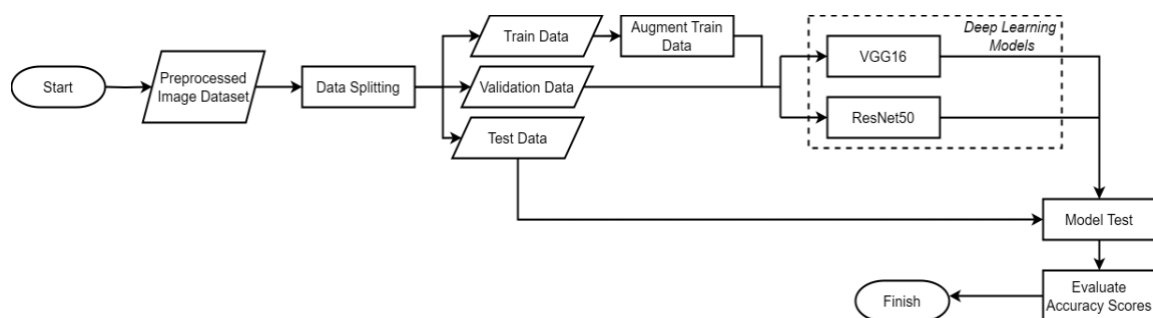 Start
Preprocessed
Image Dataset
Data Splitting
Train Data
Augment Train
Data
Validation Data
Test Data
Deep Learning
Models
VGG16
ResNet50
Model Test
Evaluate
Accuracy Scores
Finish